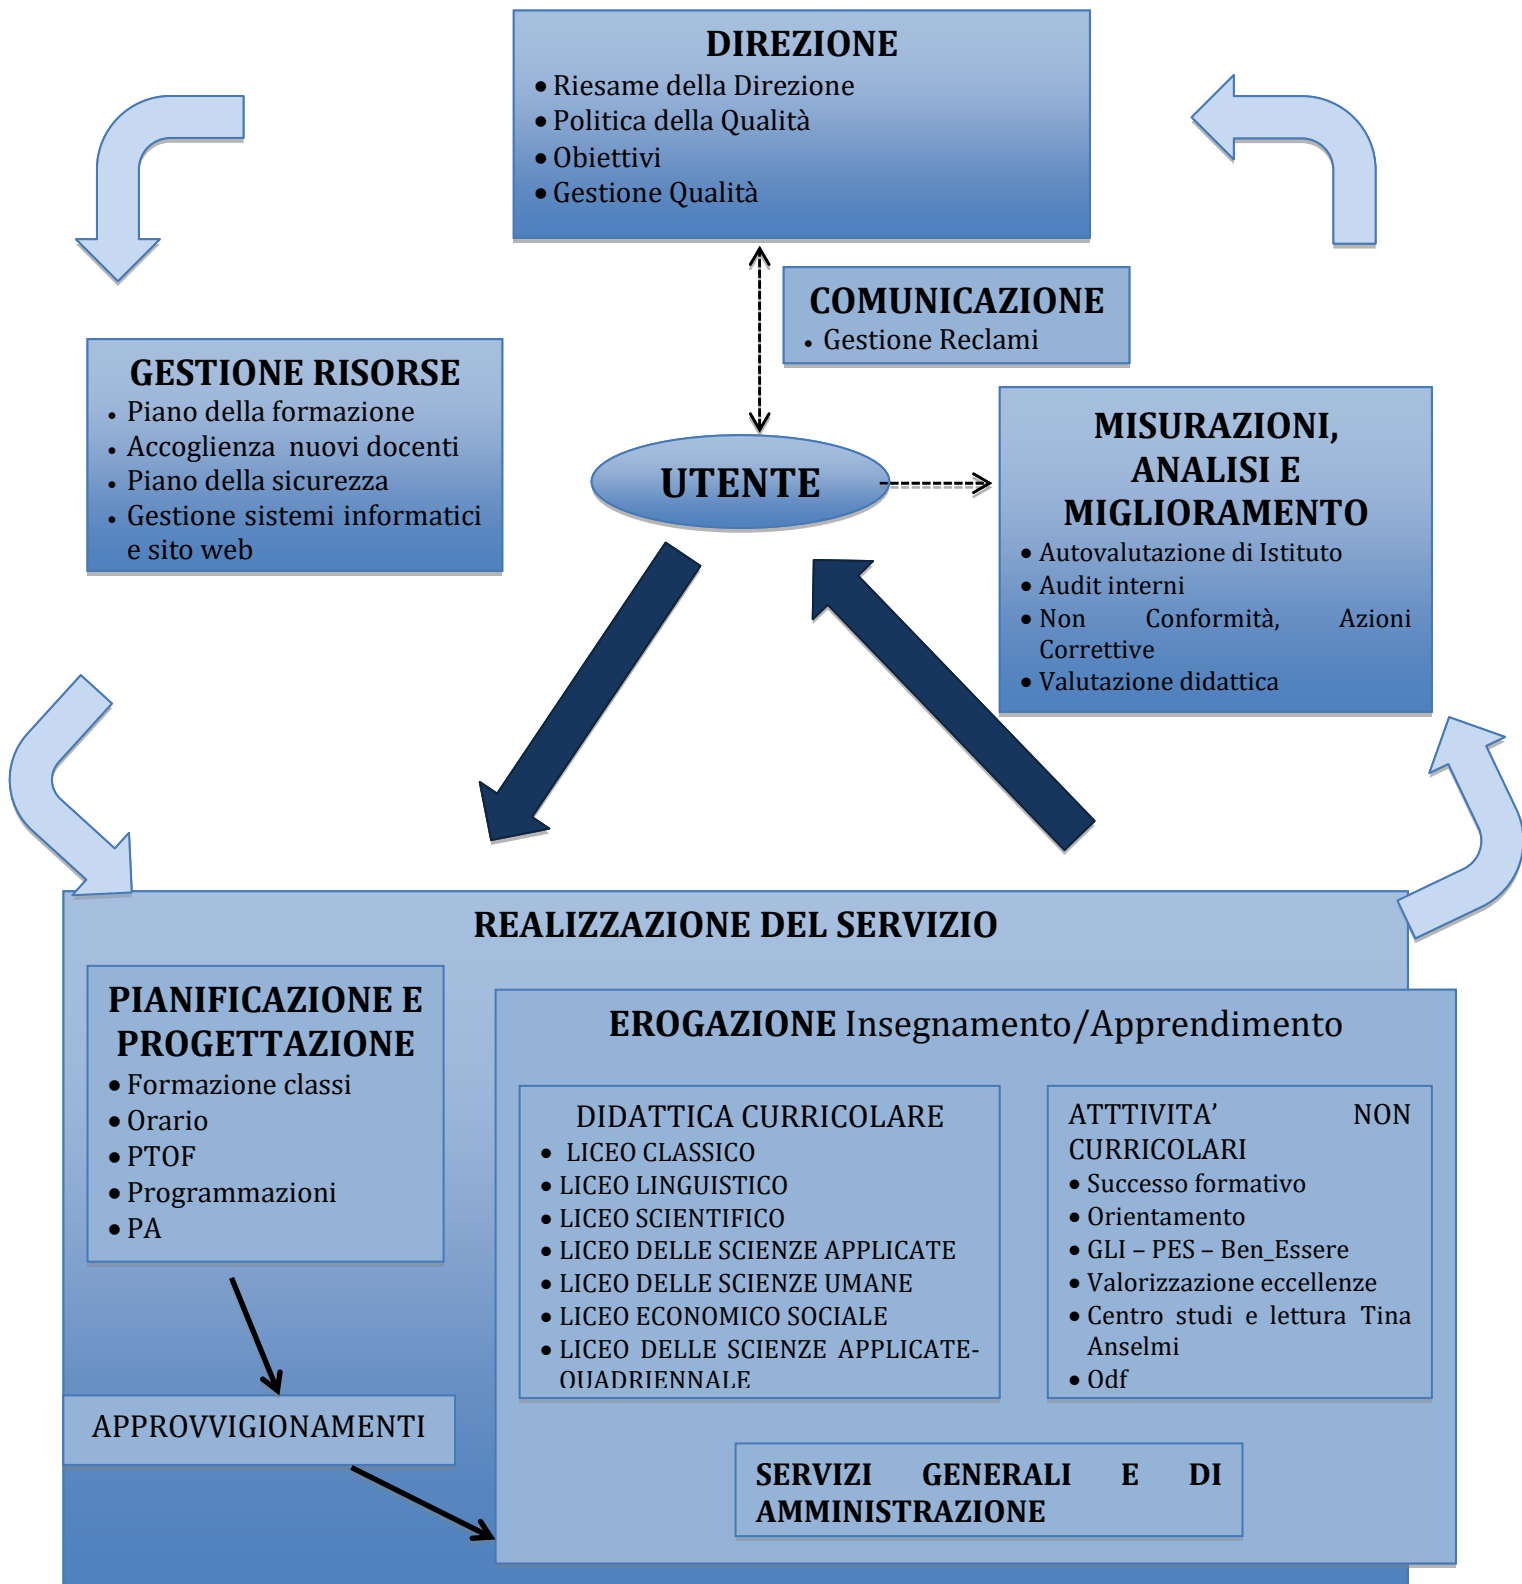 DIREZIONE
• Riesame della Direzione
• Politica della Qualità
• Obiettivi
• Gestione Qualità
COMUNICAZIONE
• Gestione Reclami
GESTIONE RISORSE
• Piano della formazione
• Accoglienza nuovi docenti
• Piano della sicurezza
• Gestione sistemi informatici
e sito web
UTENTE
MISURAZIONI,
ANALISI E
MIGLIORAMENTO
• Autovalutazione di Istituto
• Audit interni
• Non Conformità, Azioni
Correttive
• Valutazione didattica
REALIZZAZIONE DEL SERVIZIO
PIANIFICAZIONE E
PROGETTAZIONE
• Formazione classi
• Orario
• PTOF
• Programmazioni
• PA
APPROVVIGIONAMENTI
EROGAZIONE Insegnamento/Apprendimento
DIDATTICA CURRICOLARE
• LICEO CLASSICO
• LICEO LINGUISTICO
• LICEO SCIENTIFICO
• LICEO DELLE SCIENZE APPLICATE
• LICEO DELLE SCIENZE UMANE
• LICEO ECONOMICO SOCIALE
• LICEO DELLE SCIENZE APPLICATE-
QUADRIENNALE
ATTTIVITA’ NON
CURRICOLARI
• Successo formativo
• Orientamento
• GLI – PES – Ben_Essere
• Valorizzazione eccellenze
• Centro studi e lettura Tina
Anselmi
• Odf
SERVIZI GENERALI E DI
AMMINISTRAZIONE